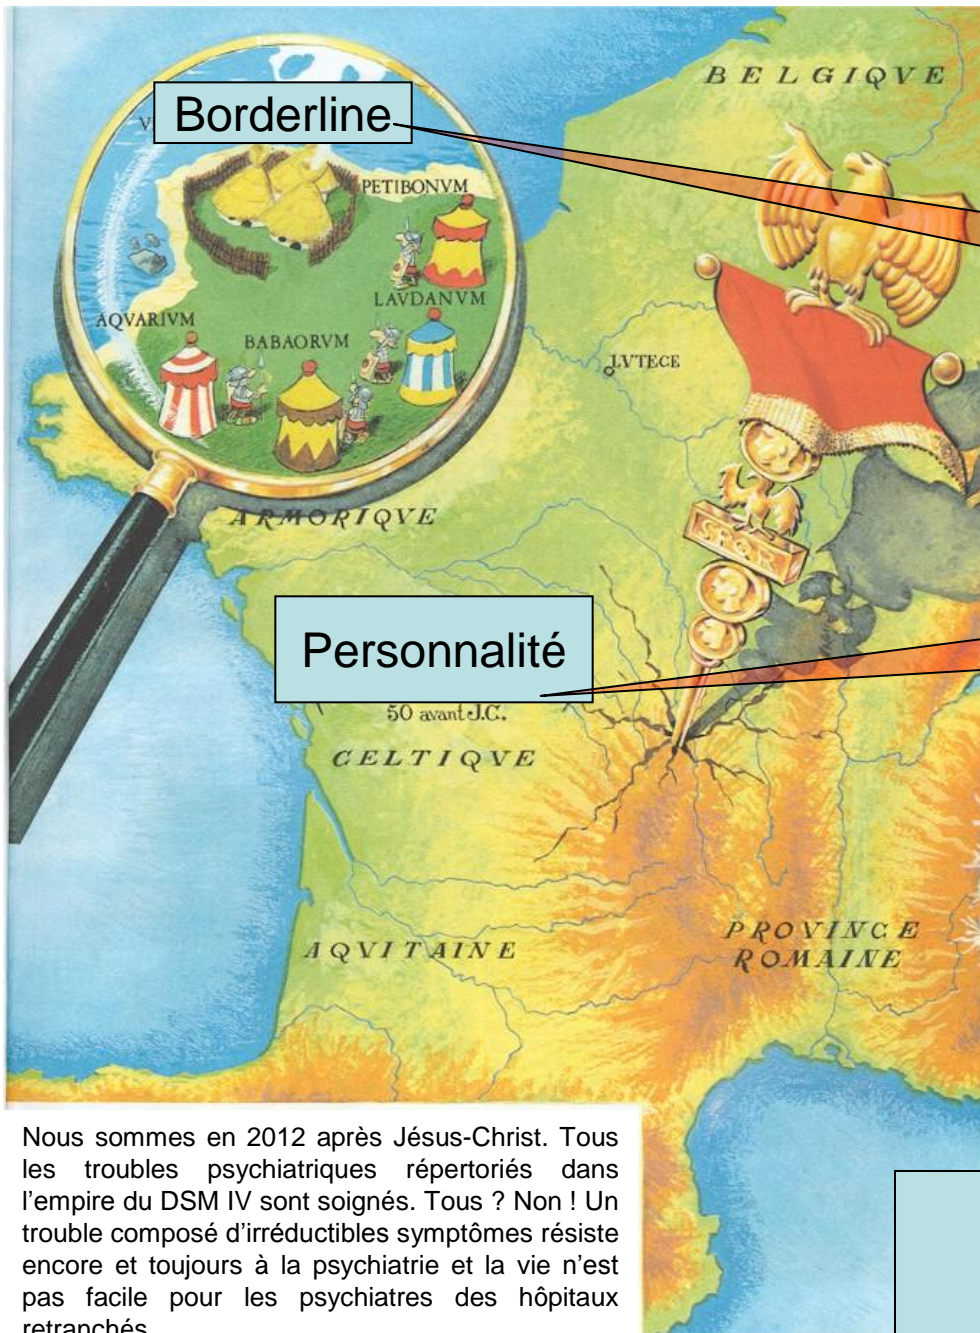 BELGIQVE
Borderline
V
PETIBONVM
LAVDANVM
AQVARIVM
BABAORVM
LVTECE
ARMORIQVE
SPQR
Personnalité
50 avant J.C.
CELTIQVE
AQVITAINE
PROVINCE
ROMAINE
Nous sommes en 2012 après Jésus-Christ. Tous
les troubles psychiatriques répertoriés dans
l’empire du DSM IV sont soignés. Tous ? Non ! Un
trouble composé d’irréductibles symptômes résiste
encore et toujours à la psychiatrie et la vie n’est
pas facile pour les psychiatres des hôpitaux
retranchés